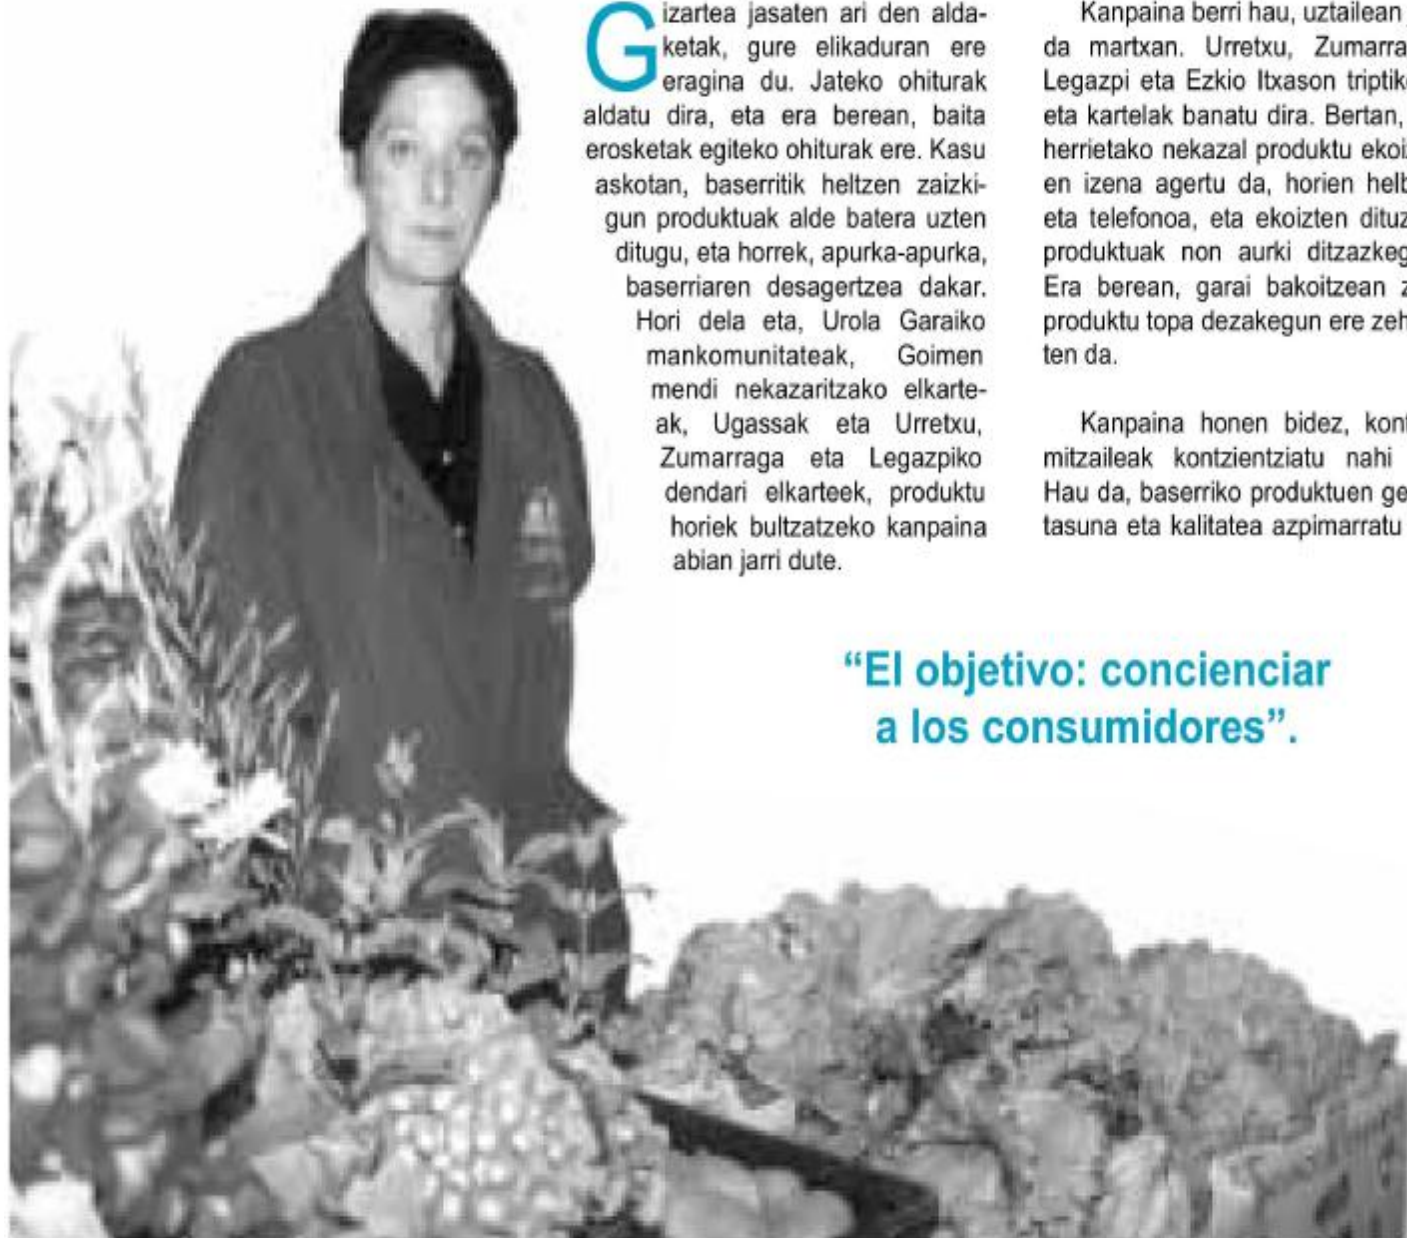 Gizartea jasaten ari den alda-
ketak, gure elikaduran ere
eragina du. Jateko ohiturak
aldatu dira, eta era berean, baita
erosketak egiteko ohiturak ere. Kasu
askotan, baserritik heltzen zaizki-
gun produktuak alde batera uzten
ditugu, eta horrek, apurka-apurka,
baserriaren desagertzea dakar.
Hori dela eta, Urola Garaiko
mankomunitateak, Goimen
mendi nekazaritzako elkarte-
ak, Ugassak eta Urretxu,
Zumarraga eta Legazpiko
dendari elkarteek, produktu
horiek bultzatzeko kanpaina
abian jarri dute.
Kanpaina berri hau, uztailean
da martxan. Urretxu,
Legazpi eta Ezkio Itxason
eta kartelak banatu dira. Bertan,
herrietako nekazal produktu
en izena agertu da, horien
eta telefonoa, eta ekoizten
produktuak non aurki
Era berean, garai bakoitzean
produktu topa dezakegun ere
ten da.
Kanpaina honen bidez,
mitzaileak kontzientziatu nahi
Hau da, baserriko produktuen
tasuna eta kalitatea azpimarratu
“El objetivo: concienciar
a los consumidores”.